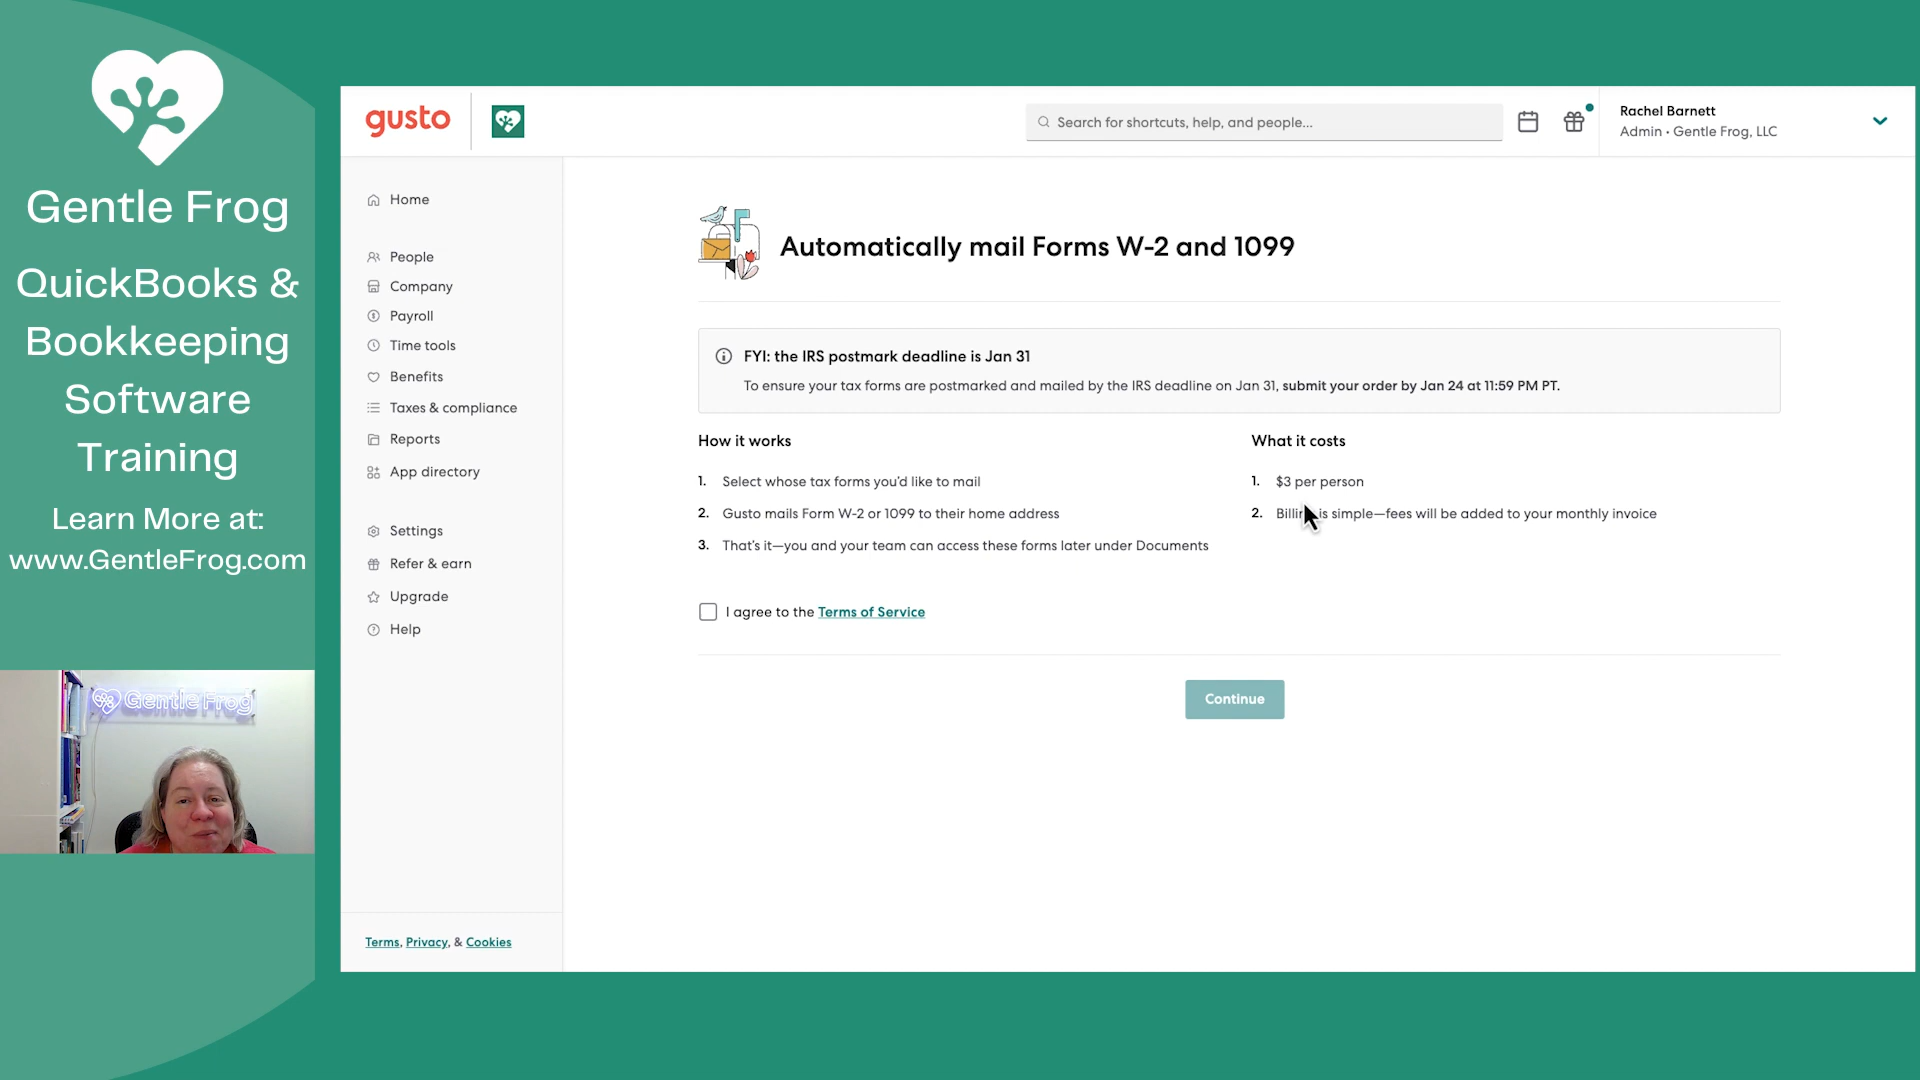 Gentle Frog
QuickBooks &
Bookkeeping
Software
Training
Learn More at:
www.GentleFrog.com
Gentle Frog
gusto
Search for shortcuts, help, and people...
Rachel Barnett
Admin • Gentle Frog, LLC
Home
People
Company
Payroll
Time tools
Benefits
Taxes & compliance
Reports
App directory
Settings
Refer & earn
Upgrade
Help
Terms, Privacy, & Cookies
Automatically mail Forms W-2 and 1099
FYI: the IRS postmark deadline is Jan 31
To ensure your tax forms are postmarked and mailed by the IRS deadline on Jan 31, submit your order by Jan 24 at 11:59 PM PT.
How it works
1. Select whose tax forms you'd like to mail
2. Gusto mails Form W-2 or 1099 to their home address
3. That's it—you and your team can access these forms later under Documents
What it costs
1. $3 per person
2. Billing is simple—fees will be added to your monthly invoice
I agree to the Terms of Service
Continue